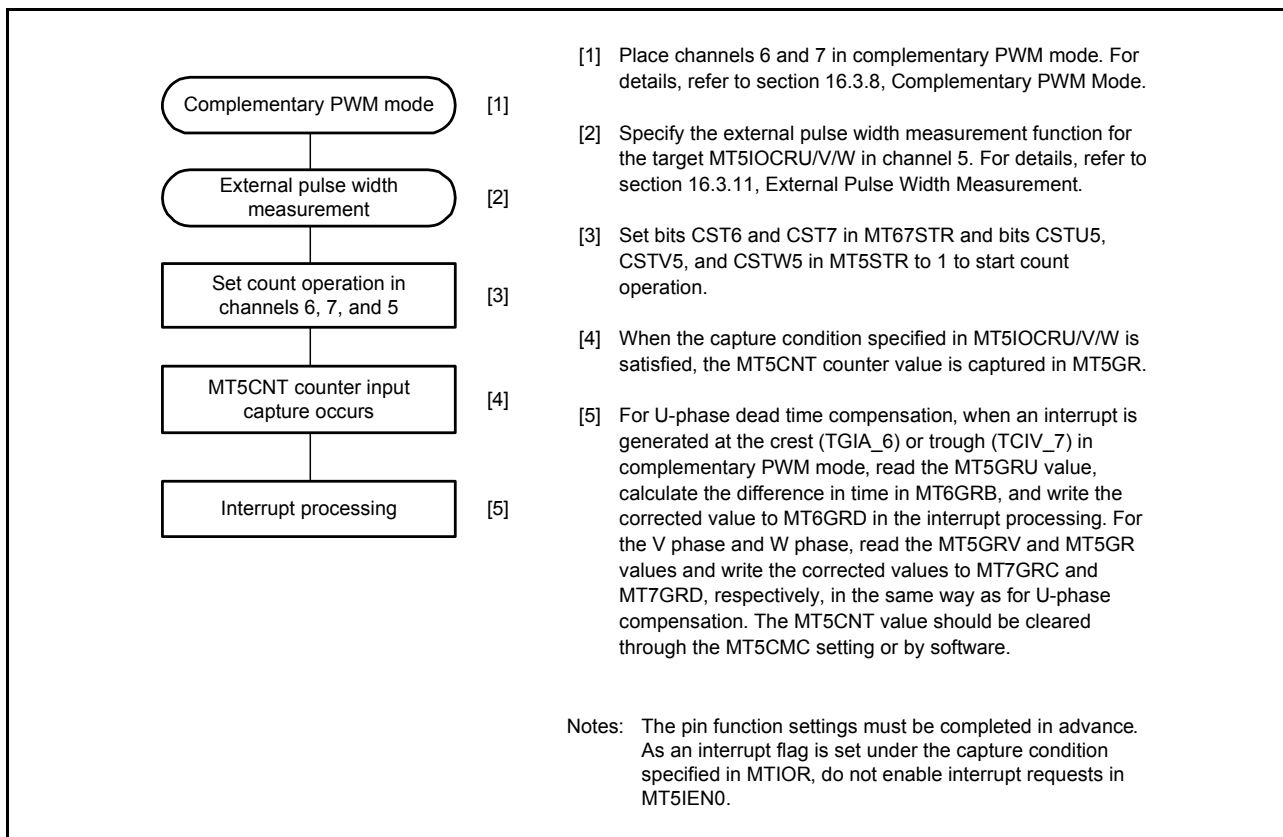 Complementary PWM mode [1]
External pulse width
measurement [2]
Set count operation in
channels 6, 7, and 5 [3]
MT5CNT counter input
capture occurs [4]
Interrupt processing [5]
[1] Place channels 6 and 7 in complementary PWM mode. For
details, refer to section 16.3.8, Complementary PWM Mode.
[2] Specify the external pulse width measurement function for
the target MT5IOCRU/V/W in channel 5. For details, refer to
section 16.3.11, External Pulse Width Measurement.
[3] Set bits CST6 and CST7 in MT67STR and bits CSTU5,
CSTV5, and CSTW5 in MT5STR to 1 to start count
operation.
[4] When the capture condition specified in MT5IOCRU/V/W is
satisfied, the MT5CNT counter value is captured in MT5GR.
[5] For U-phase dead time compensation, when an interrupt is
generated at the crest (TGIA_6) or trough (TCIV_7) in
complementary PWM mode, read the MT5GRU value,
calculate the difference in time in MT6GRB, and write the
corrected value to MT6GRD in the interrupt processing. For
the V phase and W phase, read the MT5GRV and MT5GR
values and write the corrected values to MT7GRC and
MT7GRD, respectively, in the same way as for U-phase
compensation. The MT5CNT value should be cleared
through the MT5CMC setting or by software.
Notes: The pin function settings must be completed in advance.
As an interrupt flag is set under the capture condition
specified in MTIOR, do not enable interrupt requests in
MT5IEN0.